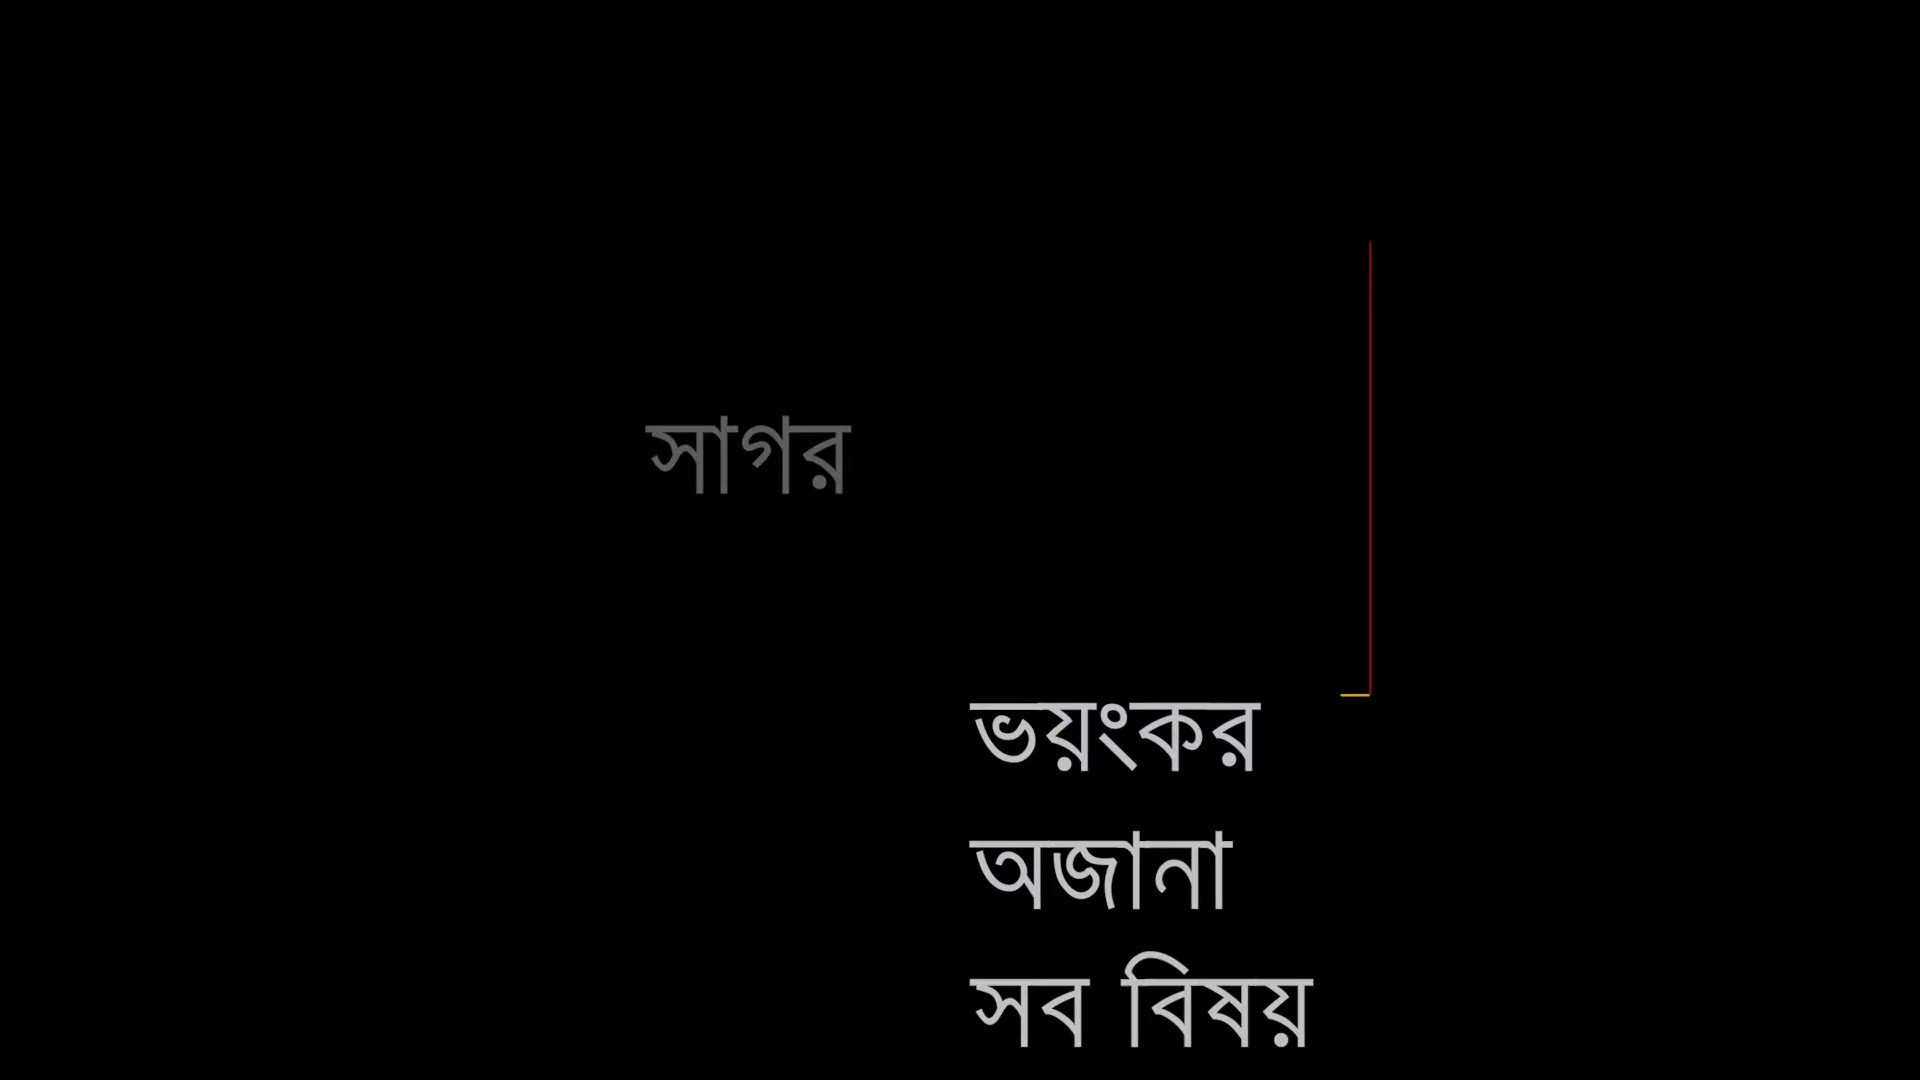 সাগর
ভয়ংকর
অজানা
সব বিষয়